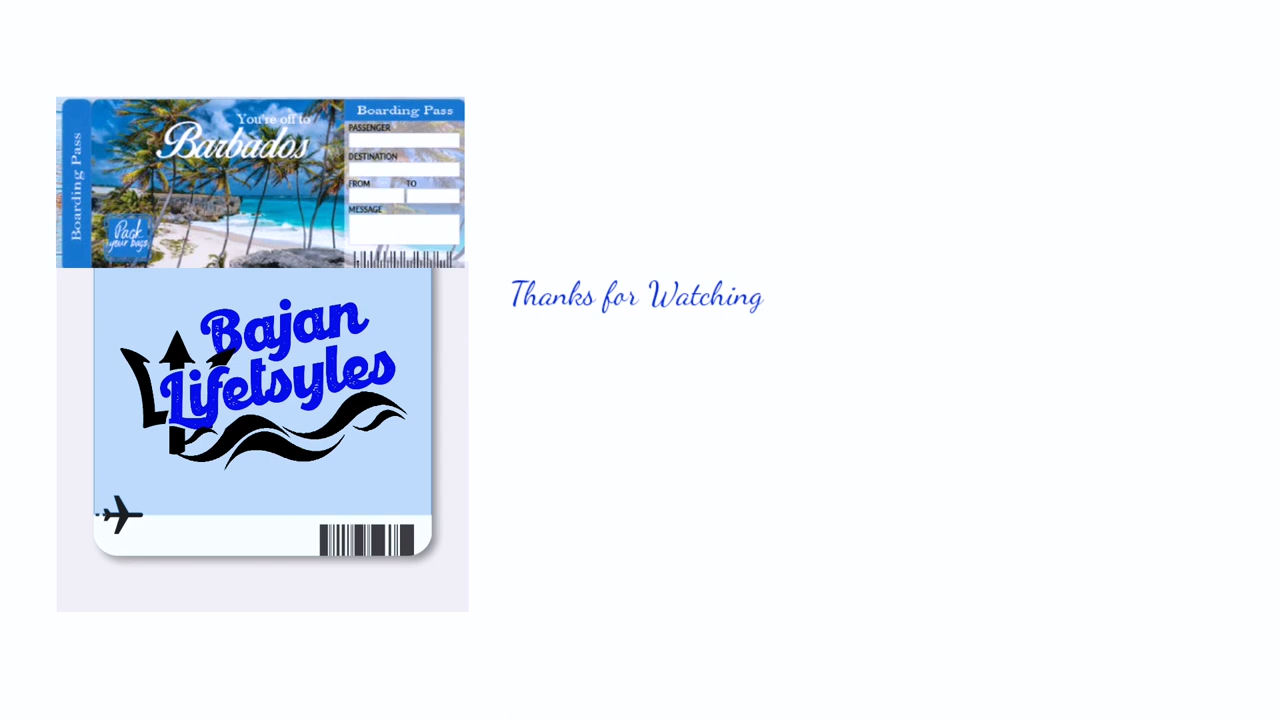 Boarding Pass
You're off to
Barbados
Pack
your bags
Boarding Pass
PASSENGER
DESTINATION
FROM TO
MESSAGE
Bajan
Lifetsyles
Thanks for Watching